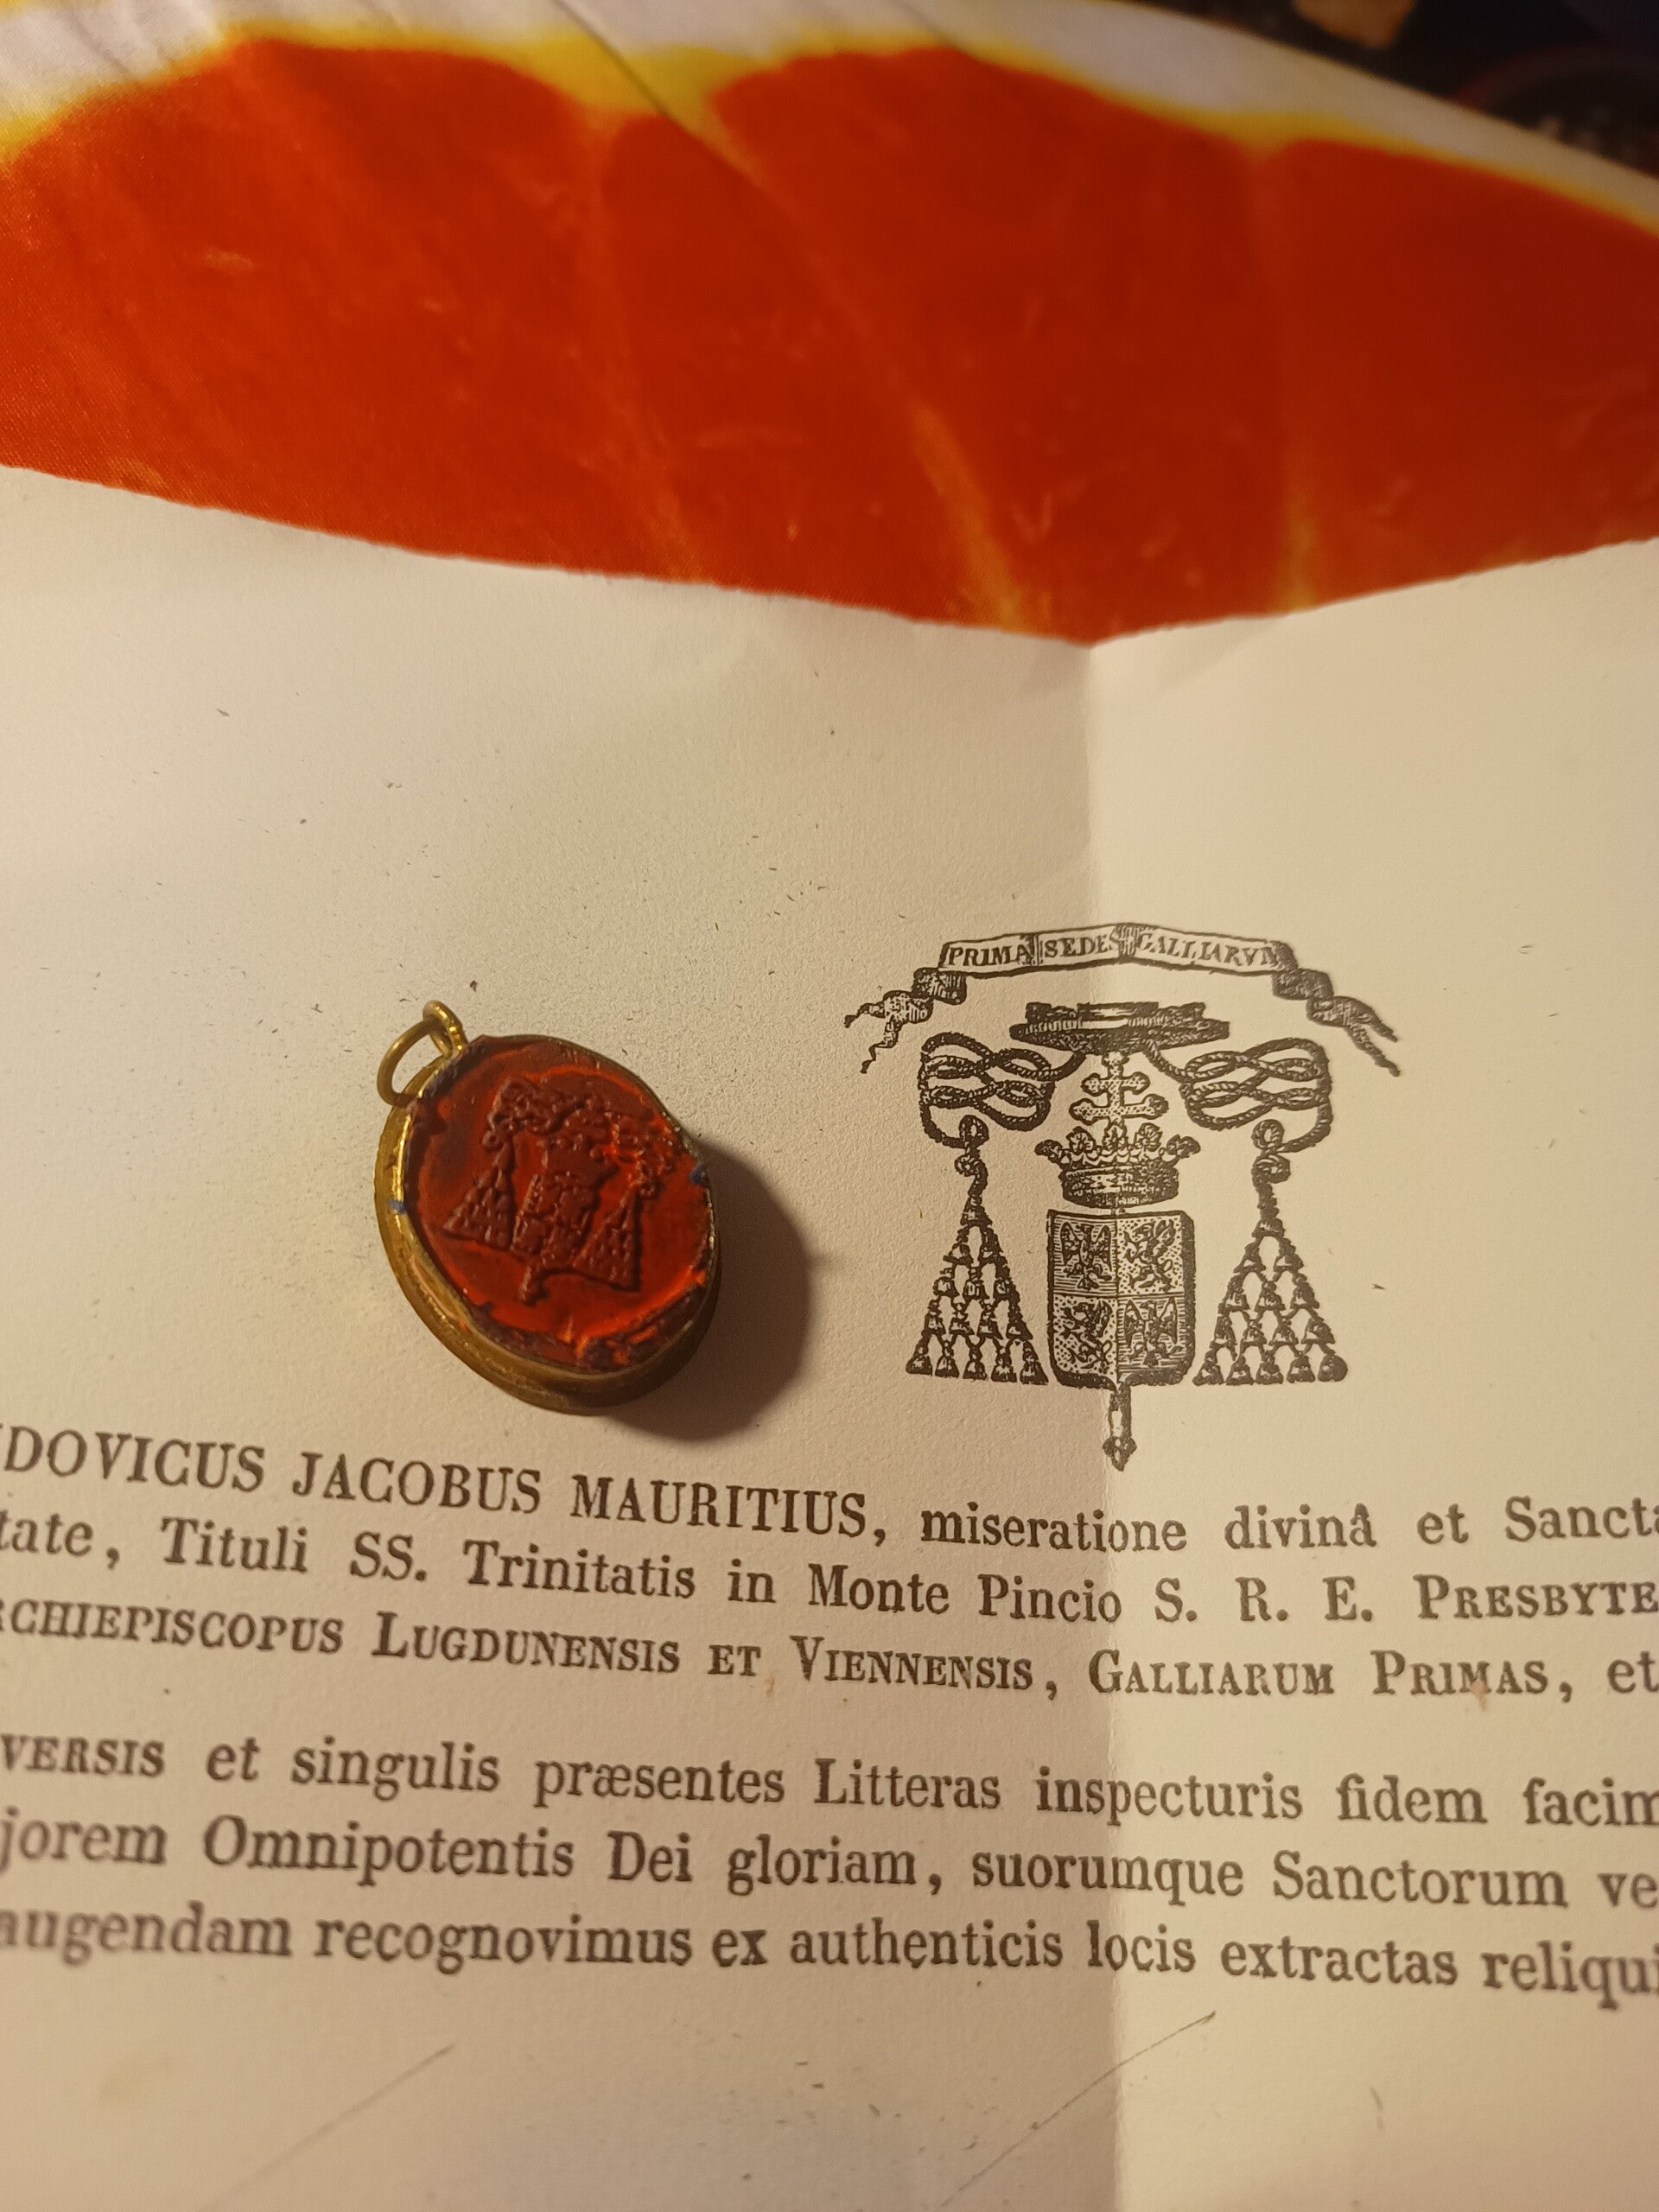 PRIMA SEDES GALLIARVM
DOVICUS JACOBUS MAURITIUS, miseratione divinâ et Sancta
tate, Tituli SS. Trinitatis in Monte Pincio S. R. E. PRESBYTE
CHIEPISCOPUS LUGDUNENSIS ET VIENNENSIS, GALLIARUM PRIMAS, et
VERSIS et singulis præsentes Litteras inspecturis fidem facim
jorem Omnipotentis Dei gloriam, suorumque Sanctorum ve
augendam recognovimus ex authenticis locis extractas reliqui